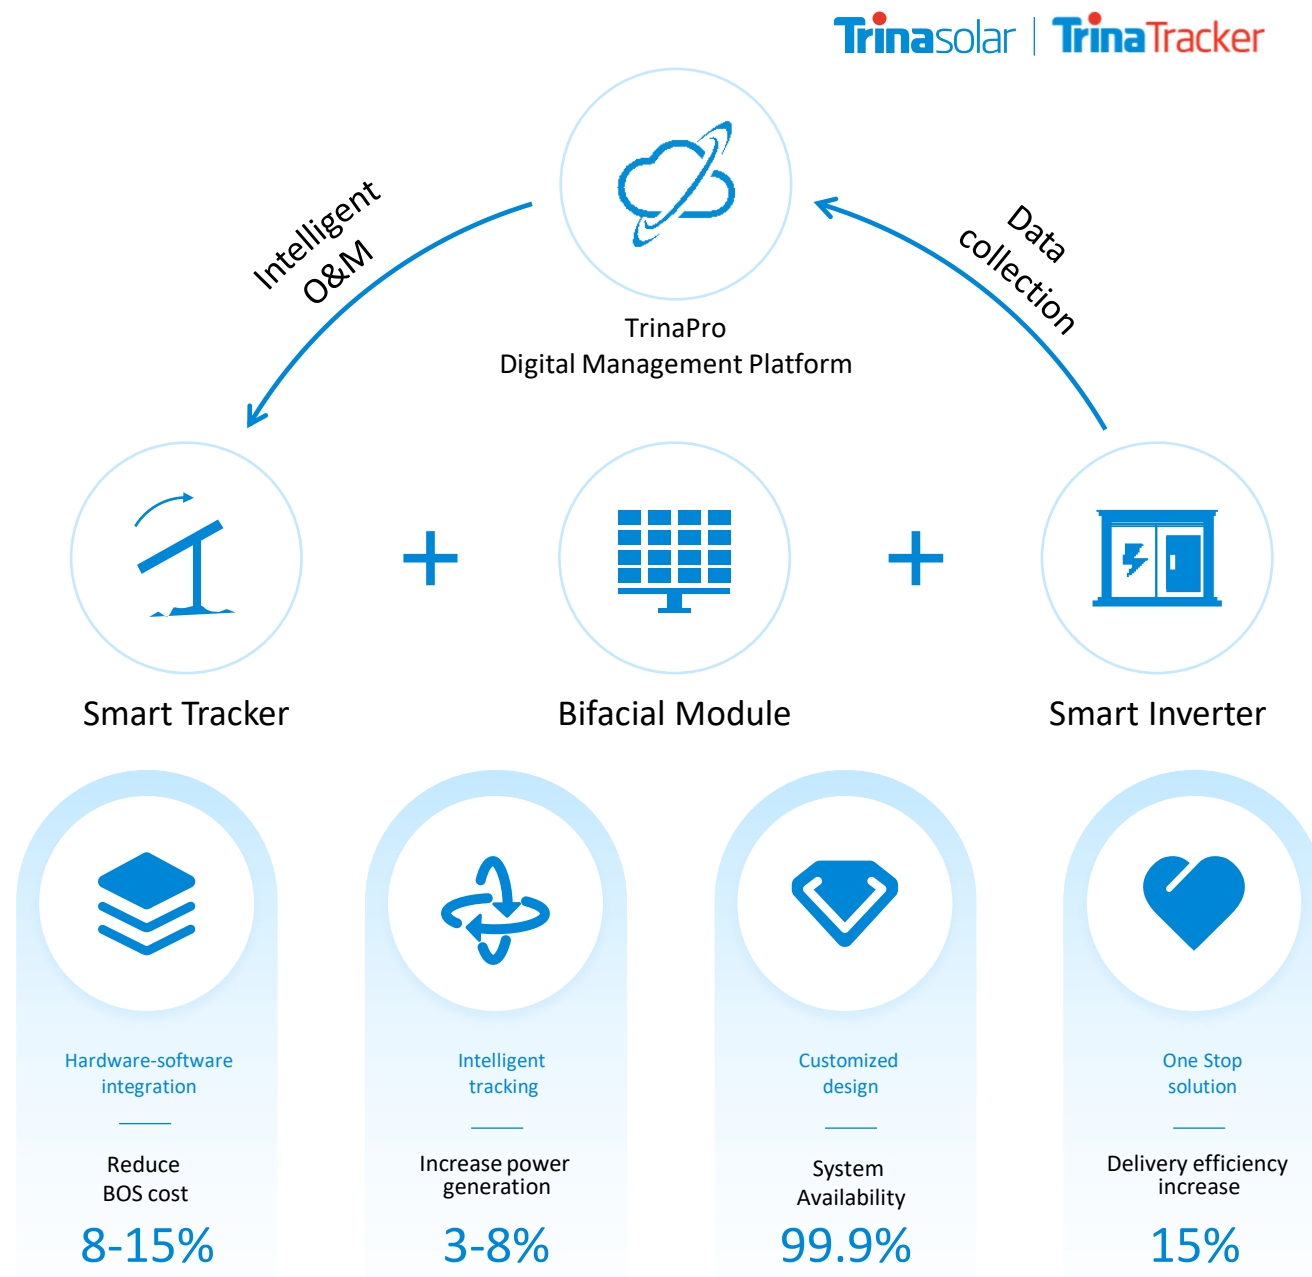 Trinasolar | TrinaTracker
Intelligent
O&M
Data
collection
TrinaPro
Digital Management Platform
Smart Tracker
Bifacial Module
Smart Inverter
Hardware-software
integration
Reduce
BOS cost
8-15%
Intelligent
tracking
Increase power
generation
3-8%
Customized
design
System
Availability
99.9%
One Stop
solution
Delivery efficiency
increase
15%